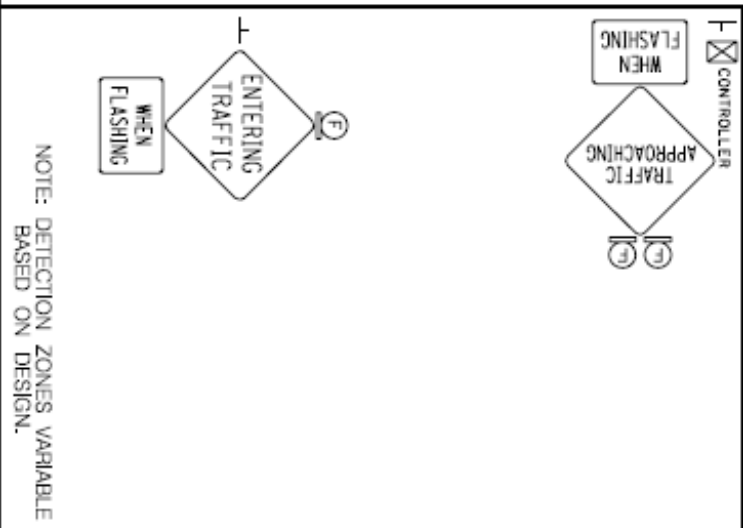 CONTROLLER
WHEN
FLASHING
TRAFFIC
APPROACHING
F F
F
ENTERING
TRAFFIC
WHEN
FLASHING
NOTE: DETECTION ZONES VARIABLE
BASED ON DESIGN.